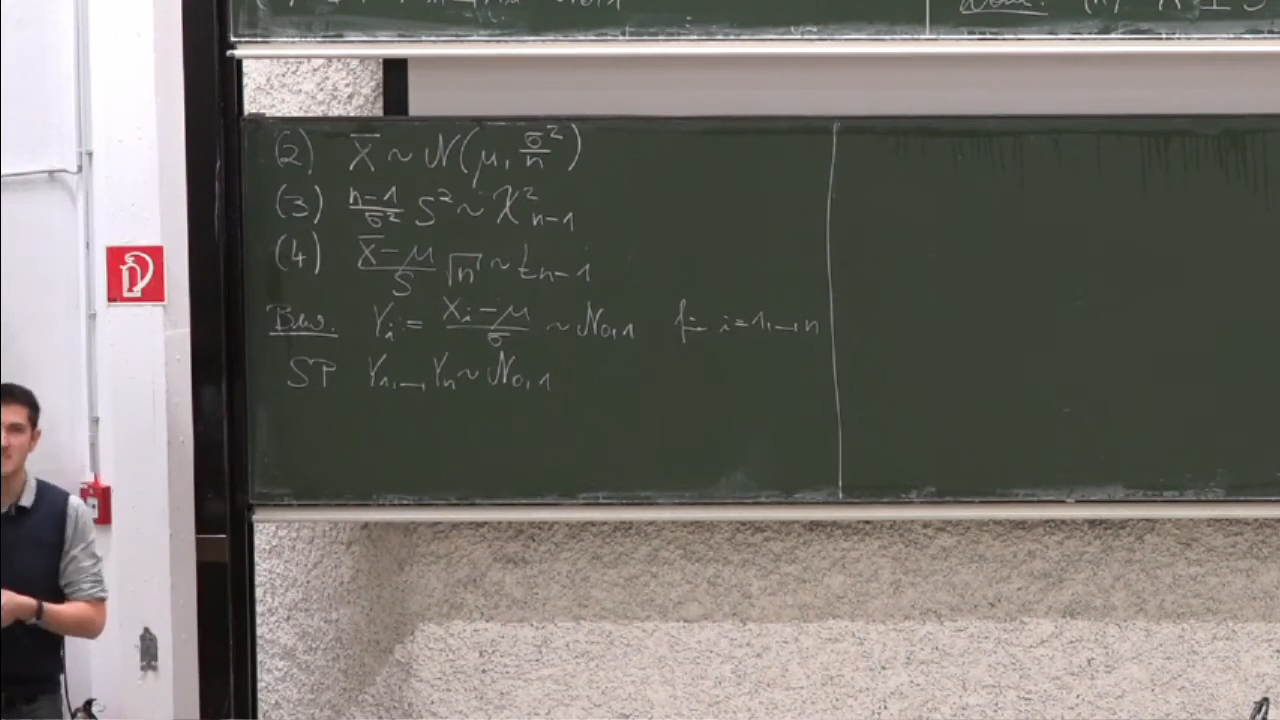 (2) X̄ ~ N(μ, σ²/n)
(3) n-1/σ² S² ~ χ²ₙ₋₁
(4) X̄-μ/S √n ~ tₙ₋₁
Bew. Yᵢ := Xᵢ-μ/σ ~ N₀,₁ für i=1,...,n
SP Y₁,...,Yₙ ~ N₀,₁